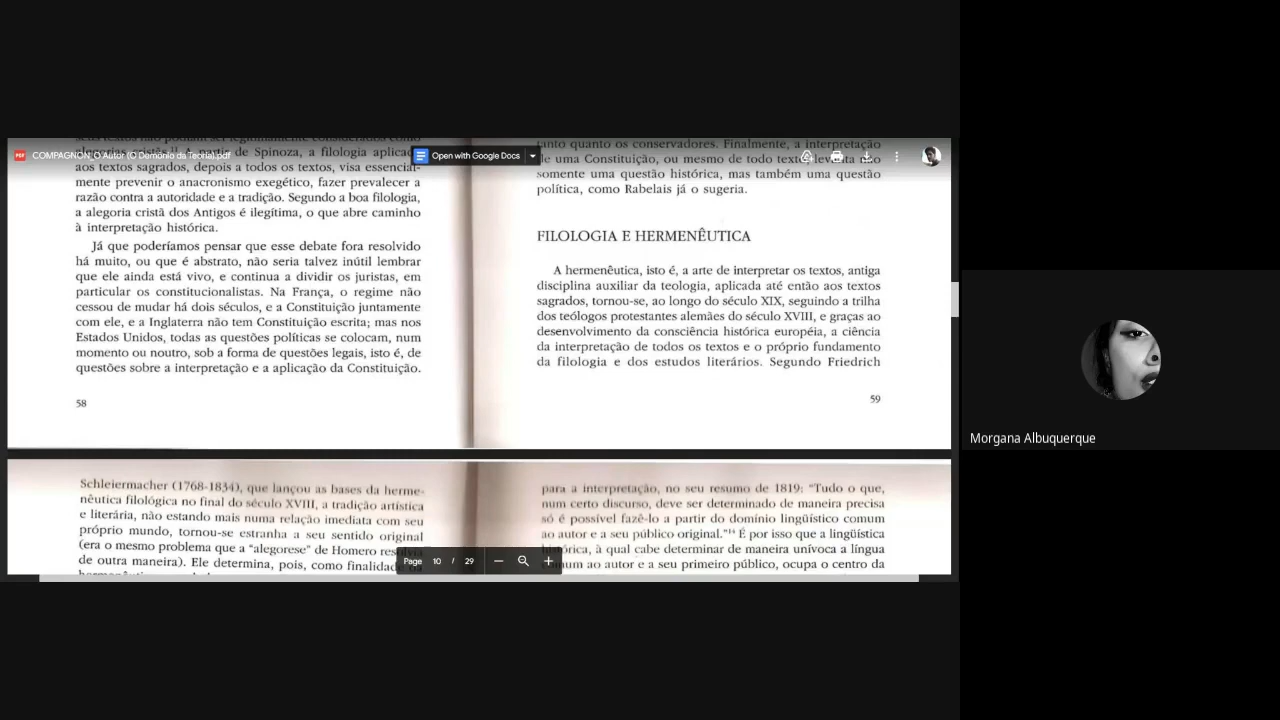 COMPAGNON_O Autor (O Demônio da Teoria).pdf
Open with Google Docs
aos textos sagrados, depois a todos os textos, visa essencial-
mente prevenir o anacronismo exegético, fazer prevalecer a
razão contra a autoridade e a tradição. Segundo a boa filologia,
a alegoria cristã dos Antigos é ilegítima, o que abre caminho
à interpretação histórica.
Já que poderíamos pensar que esse debate fora resolvido
há muito, ou que é abstrato, não seria talvez inútil lembrar
que ele ainda está vivo, e continua a dividir os juristas, em
particular os constitucionalistas. Na França, o regime não
cessou de mudar há dois séculos, e a Constituição juntamente
com ele, e a Inglaterra não tem Constituição escrita; mas nos
Estados Unidos, todas as questões políticas se colocam, num
momento ou noutro, sob a forma de questões legais, isto é, de
questões sobre a interpretação e a aplicação da Constituição.
58
tanto quanto os conservadores. Finalmente, a interpretação
de uma Constituição, ou mesmo de todo texto, levanta não
somente uma questão histórica, mas também uma questão
política, como Rabelais já o sugeria.
FILOLOGIA E HERMENÊUTICA
A hermenêutica, isto é, a arte de interpretar os textos, antiga
disciplina auxiliar da teologia, aplicada até então aos textos
sagrados, tornou-se, ao longo do século XIX, seguindo a trilha
dos teólogos protestantes alemães do século XVIII, e graças ao
desenvolvimento da consciência histórica européia, a ciência
da interpretação de todos os textos e o próprio fundamento
da filologia e dos estudos literários. Segundo Friedrich
59
Schleiermacher (1768-1834), que lançou as bases da herme-
nêutica filológica no final do século XVIII, a tradição artística
e literária, não estando mais numa relação imediata com seu
próprio mundo, tornou-se estranha a seu sentido original
(era o mesmo problema que a "alegorese" de Homero
de outra maneira). Ele determina, pois, como finalidade
para a interpretação, no seu resumo de 1819: "Tudo o que,
num certo discurso, deve ser determinado de maneira precisa
só é possível fazê-lo a partir do domínio lingüístico comum
ao autor e a seu público original."¹⁴ É por isso que a lingüística
histórica, à qual cabe determinar de maneira unívoca a língua
comum ao autor e a seu primeiro público, ocupa o centro da
Page 10 / 29
Morgana Albuquerque